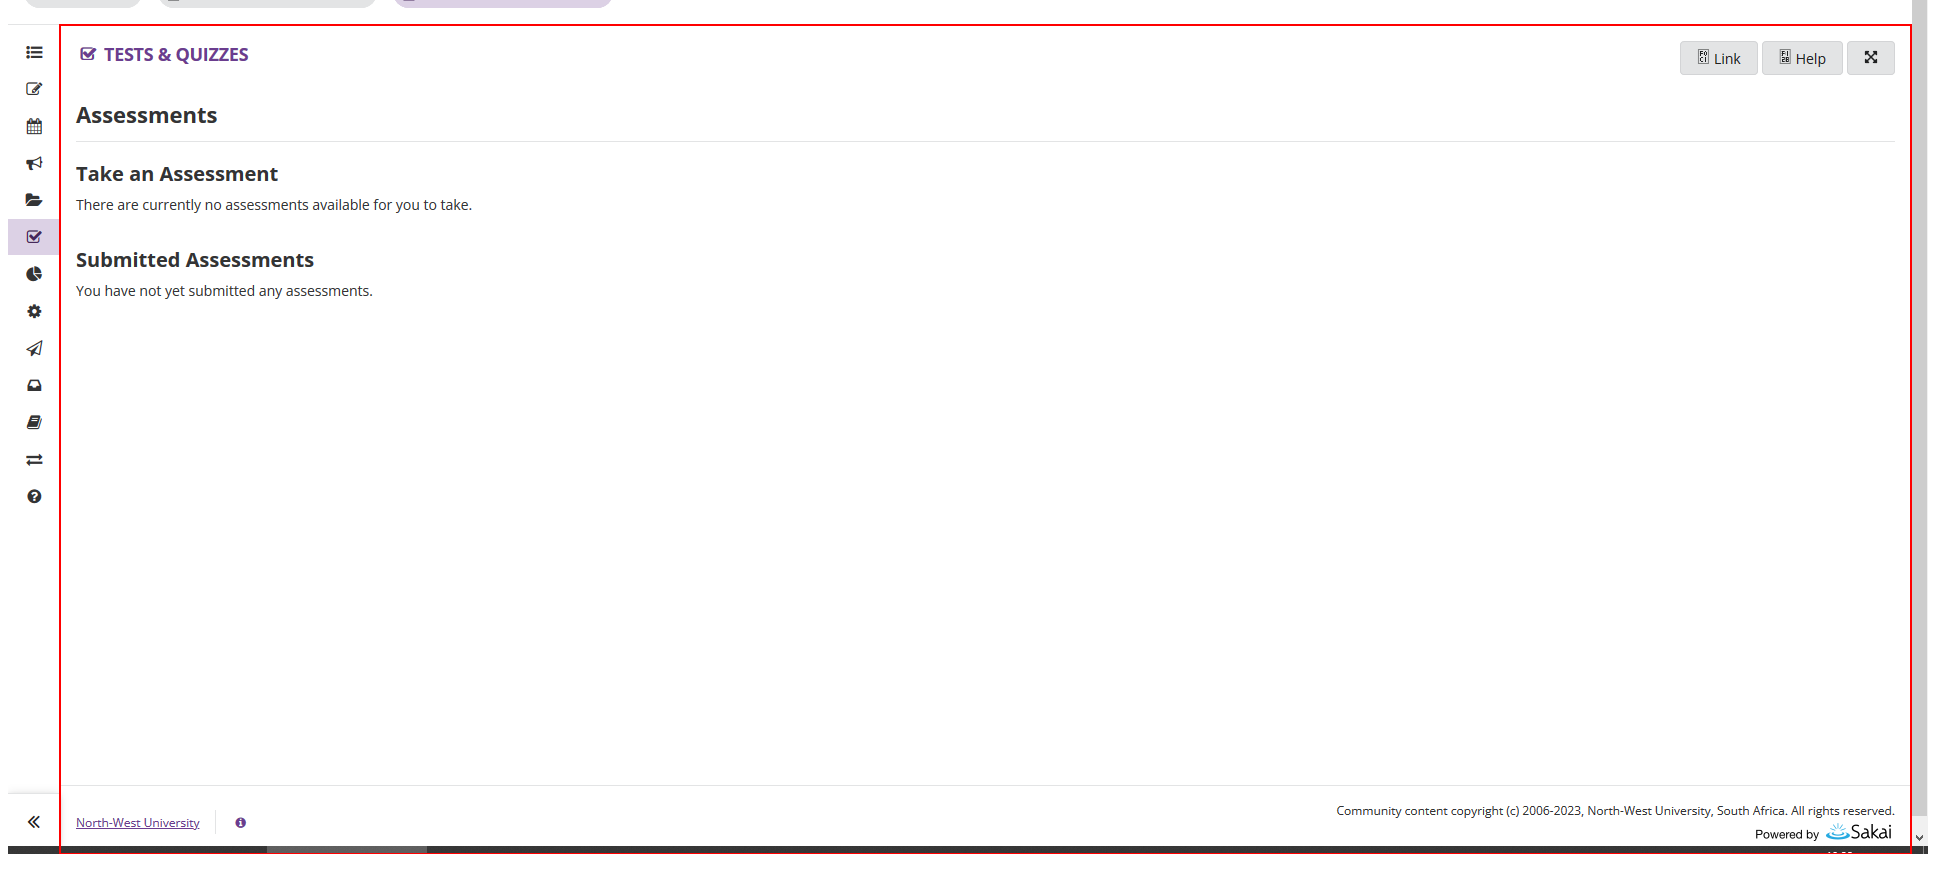 TESTS & QUIZZES
Link
Help
Assessments
Take an Assessment
There are currently no assessments available for you to take.
Submitted Assessments
You have not yet submitted any assessments.
Community content copyright (c) 2006-2023, North-West University, South Africa. All rights reserved.
North-West University
Powered by Sakai